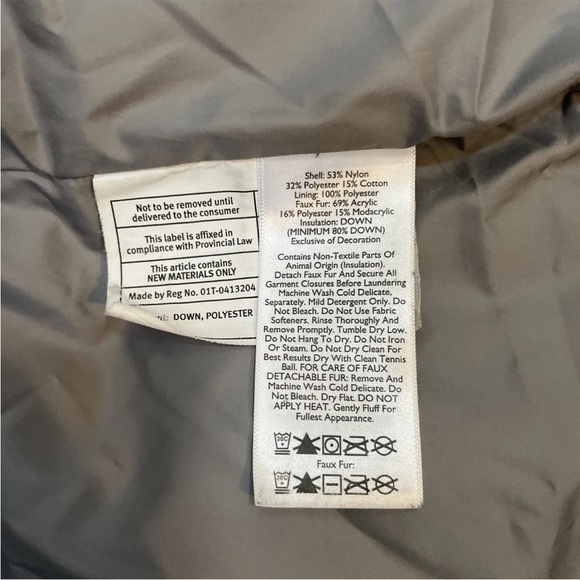 Not to be removed until
delivered to the consumer
This label is affixed in
compliance with Provincial Law
This article contains
NEW MATERIALS ONLY
Made by Reg No. 01T-0413204
DOWN, POLYESTER
Shell: 53% Nylon
32% Polyester 15% Cotton
Lining: 100% Polyester
Faux Fur: 69% Acrylic
16% Polyester 15% Modacrylic
Insulation: DOWN
(MINIMUM 80% DOWN)
Exclusive of Decoration
Contains Non-Textile Parts Of
Animal Origin (Insulation).
Detach Faux Fur And Secure All
Garment Closures Before Laundering
Machine Wash Cold Delicate,
Separately. Mild Detergent Only. Do
Not Bleach. Do Not Use Fabric
Softeners. Rinse Thoroughly And
Remove Promptly. Tumble Dry Low.
Do Not Hang To Dry. Do Not Iron
Or Steam. Do Not Dry Clean For
Best Results Dry With Clean Tennis
Ball. FOR CARE OF FAUX
DETACHABLE FUR: Remove And
Machine Wash Cold Delicate. Do
Not Bleach. Dry Flat. DO NOT
APPLY HEAT. Gently Fluff For
Fullest Appearance.
30C
Faux Fur:
30C